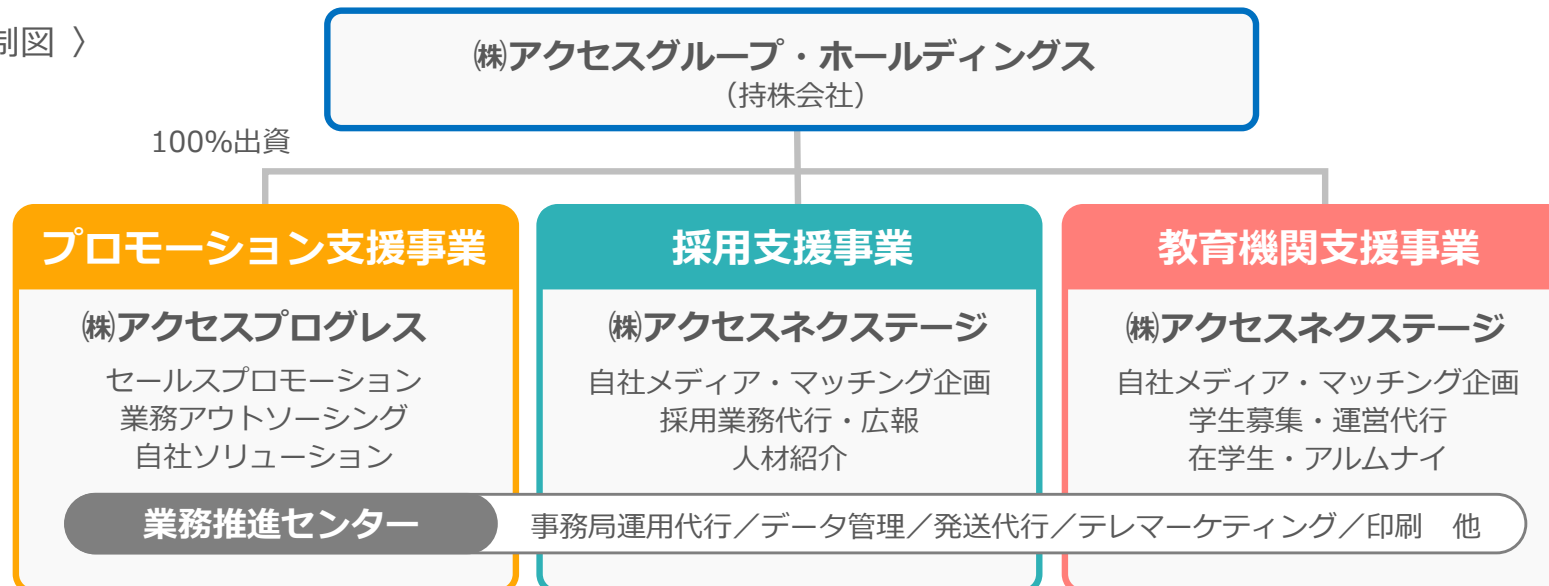 制図 〉
㈱アクセスグループ・ホールディングス
（持株会社）
100%出資
プロモーション支援事業
㈱アクセスプログレス
セールスプロモーション
業務アウトソーシング
自社ソリューション
採用支援事業
㈱アクセスネクステージ
自社メディア・マッチング企画
採用業務代行・広報
人材紹介
教育機関支援事業
㈱アクセスネクステージ
自社メディア・マッチング企画
学生募集・運営代行
在学生・アルムナイ
業務推進センター
事務局運用代行／データ管理／発送代行／テレマーケティング／印刷　他